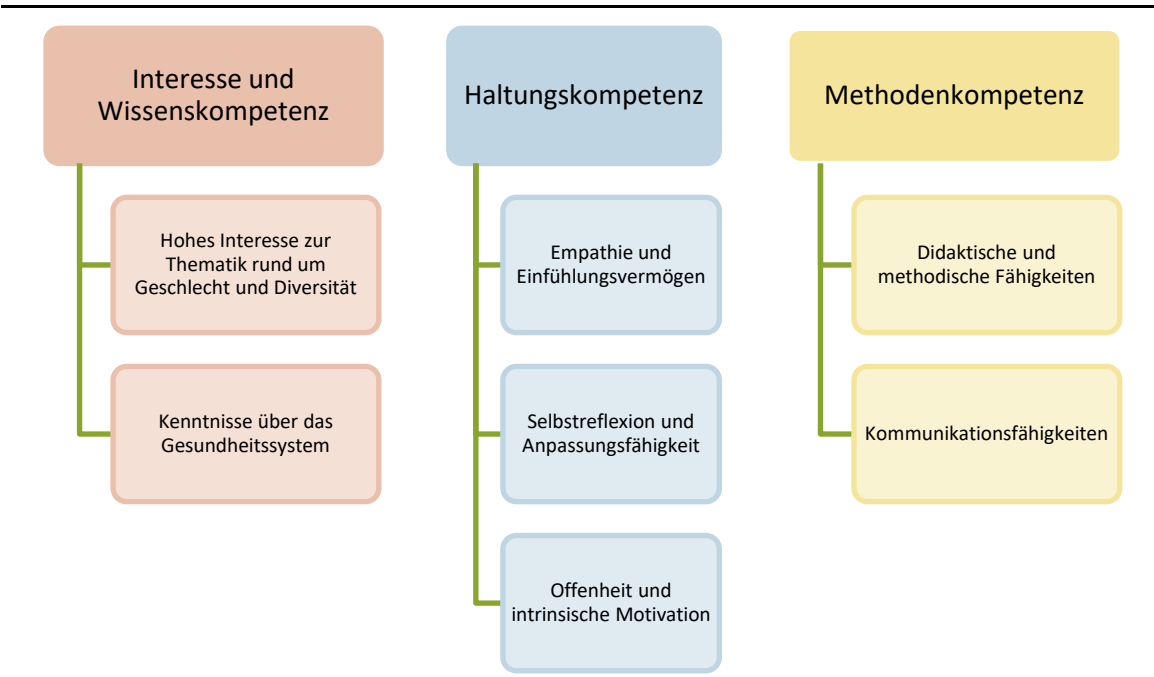 Interesse und
Wissenskompetenz
Hohes Interesse zur
Thematik rund um
Geschlecht und Diversität
Kenntnisse über das
Gesundheitssystem
Haltungskompetenz
Empathie und
Einfühlungsvermögen
Selbstreflexion und
Anpassungsfähigkeit
Offenheit und
intrinsische Motivation
Methodenkompetenz
Didaktische und
methodische Fähigkeiten
Kommunikationsfähigkeiten